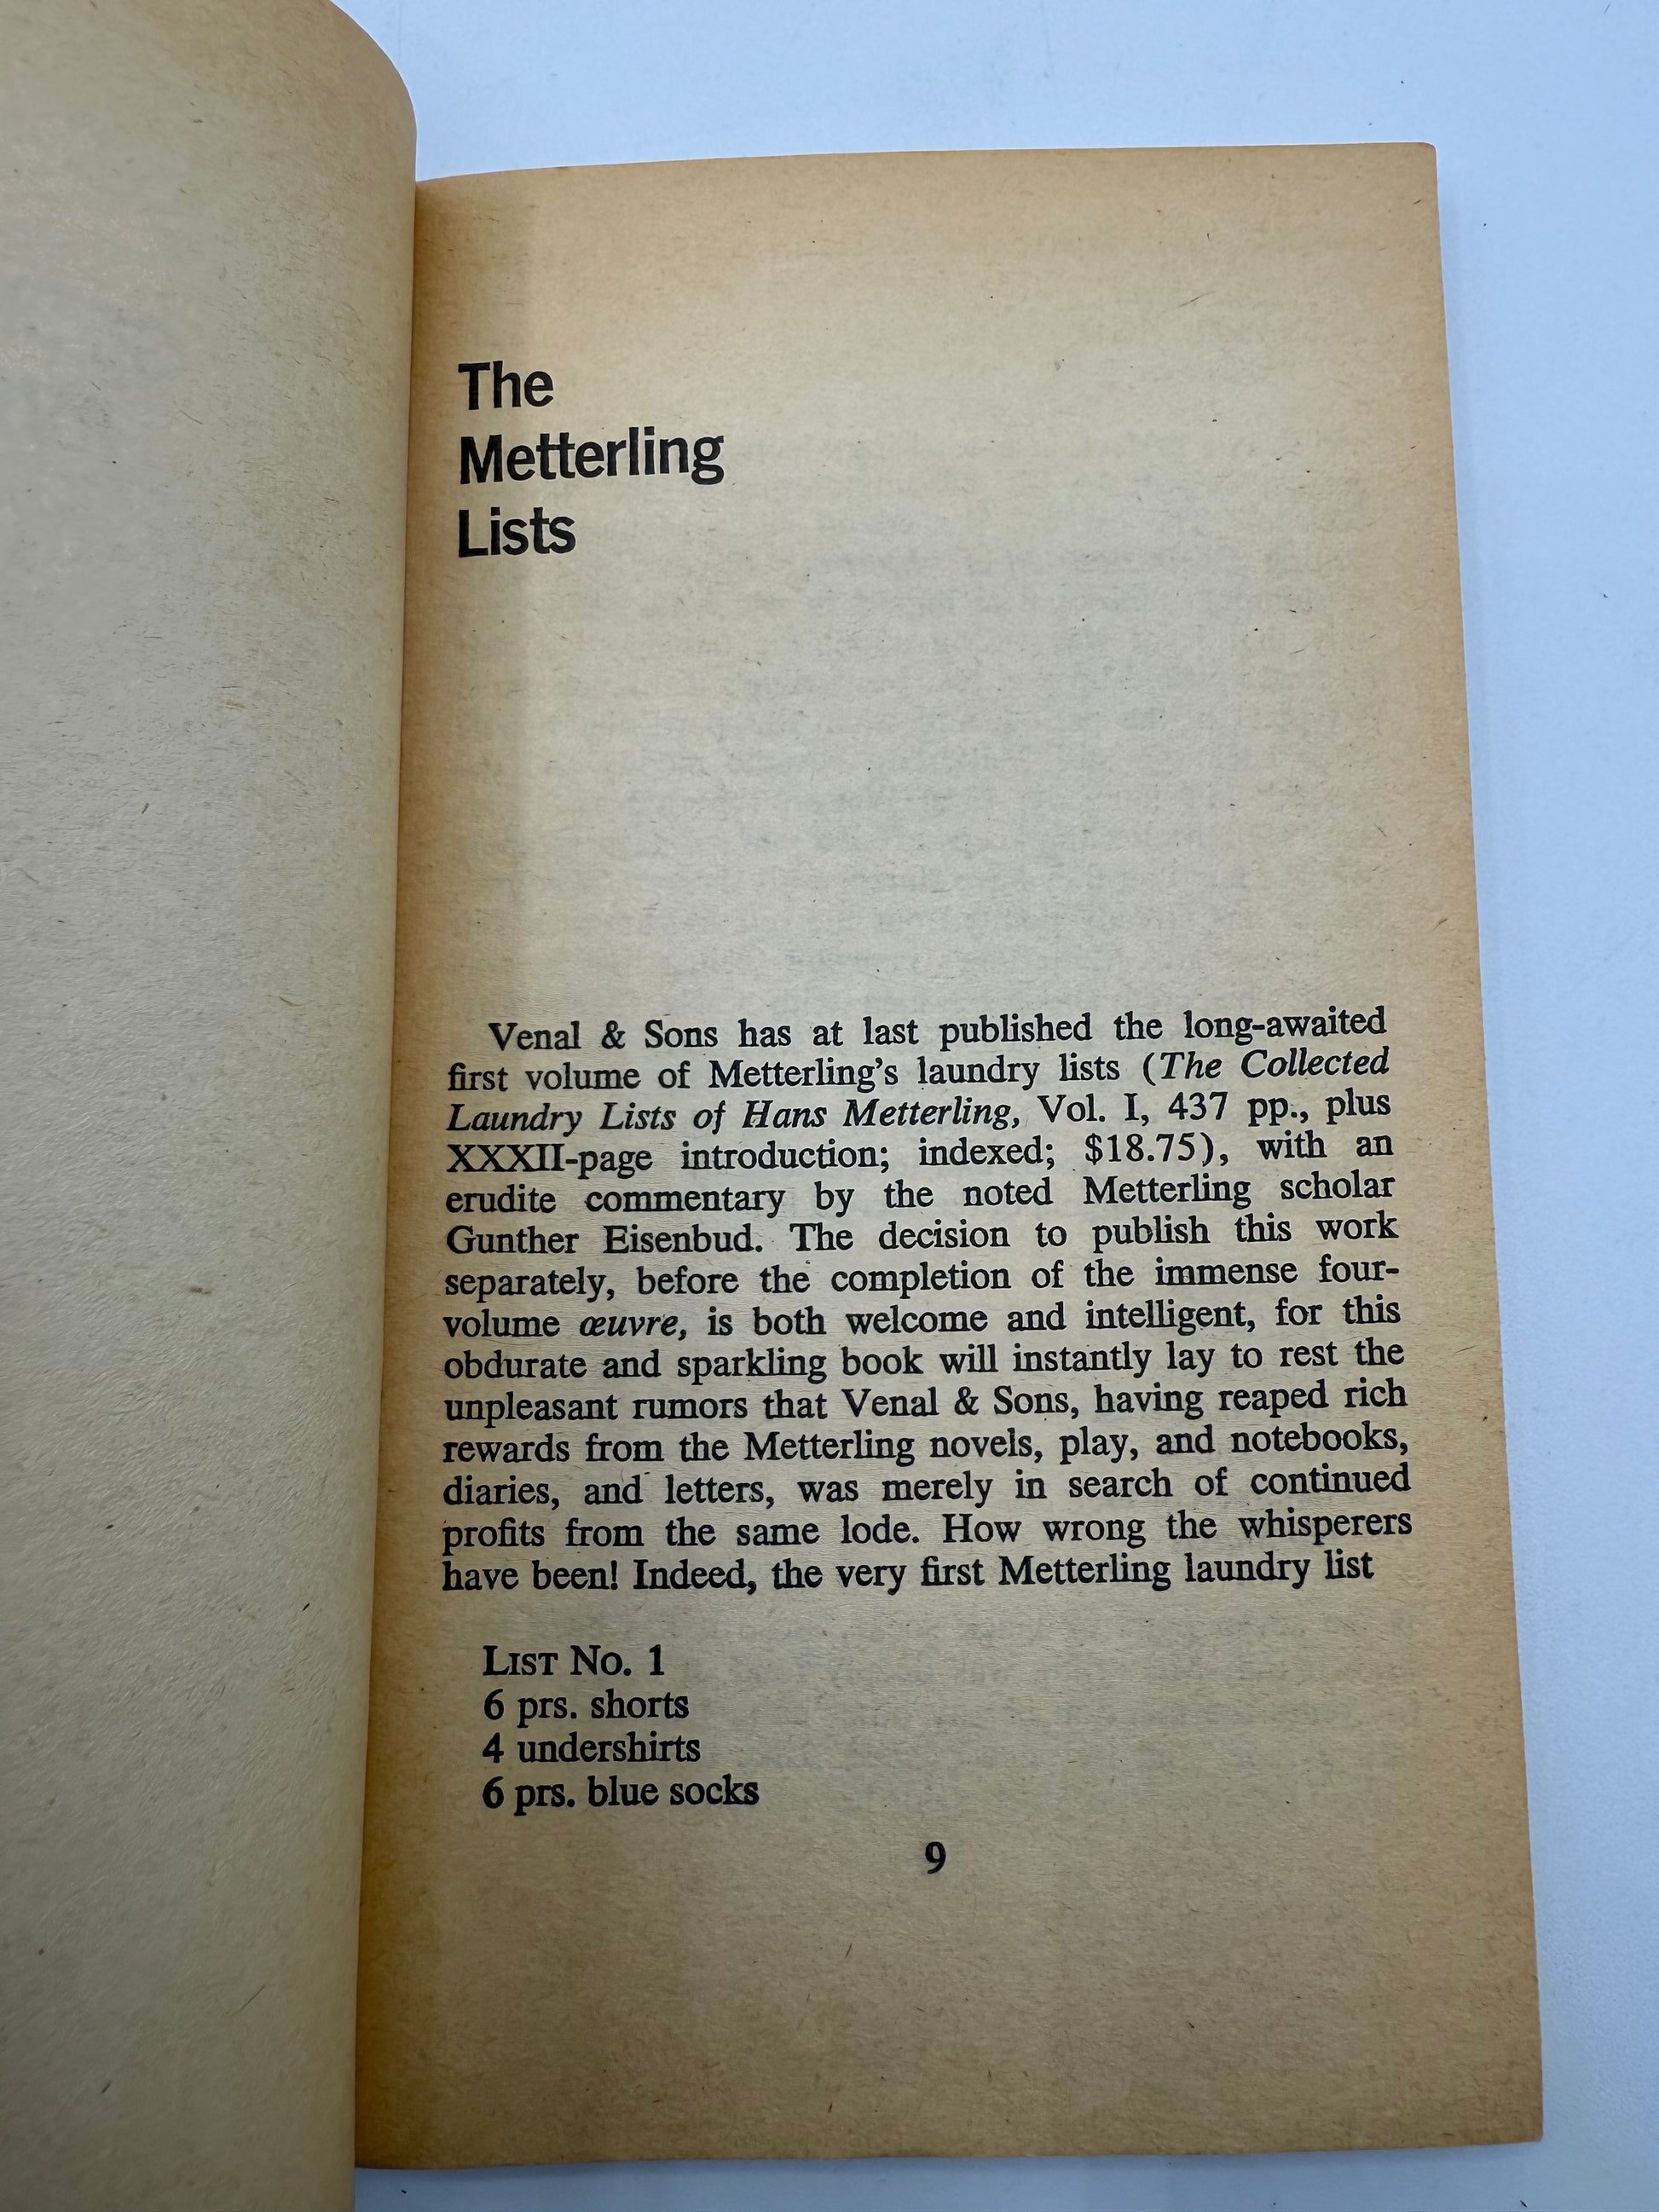 The
Metterling
Lists
Venal & Sons has at last published the long-awaited
first volume of Metterling's laundry lists (The Collected
Laundry Lists of Hans Metterling, Vol. I, 437 pp., plus
XXXII-page introduction; indexed; $18.75), with an
erudite commentary by the noted Metterling scholar
Gunther Eisenbud. The decision to publish this work
separately, before the completion of the immense four-
volume œuvre, is both welcome and intelligent, for this
obdurate and sparkling book will instantly lay to rest the
unpleasant rumors that Venal & Sons, having reaped rich
rewards from the Metterling novels, play, and notebooks,
diaries, and letters, was merely in search of continued
profits from the same lode. How wrong the whisperers
have been! Indeed, the very first Metterling laundry list
LIST NO. 1
6 prs. shorts
4 undershirts
6 prs. blue socks
9